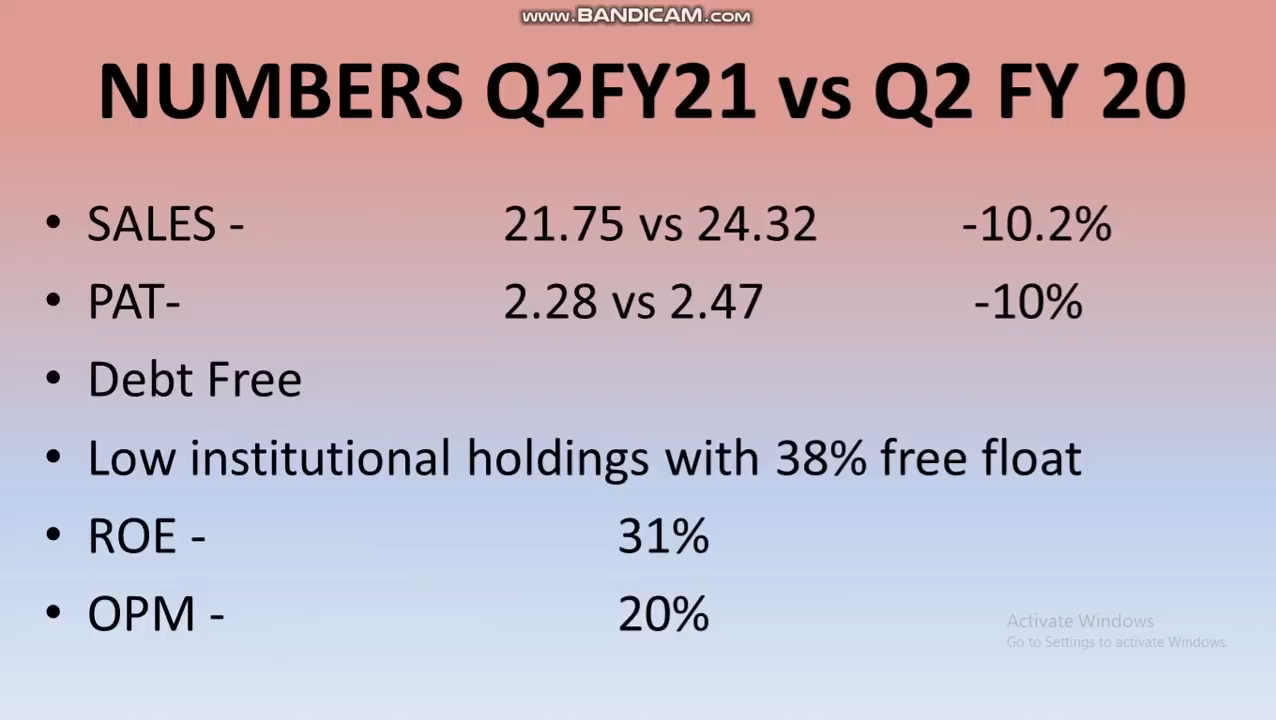 www.BANDICAM.com
NUMBERS Q2FY21 vs Q2 FY 20
• SALES - 21.75 vs 24.32 -10.2%
• PAT- 2.28 vs 2.47 -10%
• Debt Free
• Low institutional holdings with 38% free float
• ROE - 31%
• OPM - 20%
Activate Windows
Go to Settings to activate Windows.